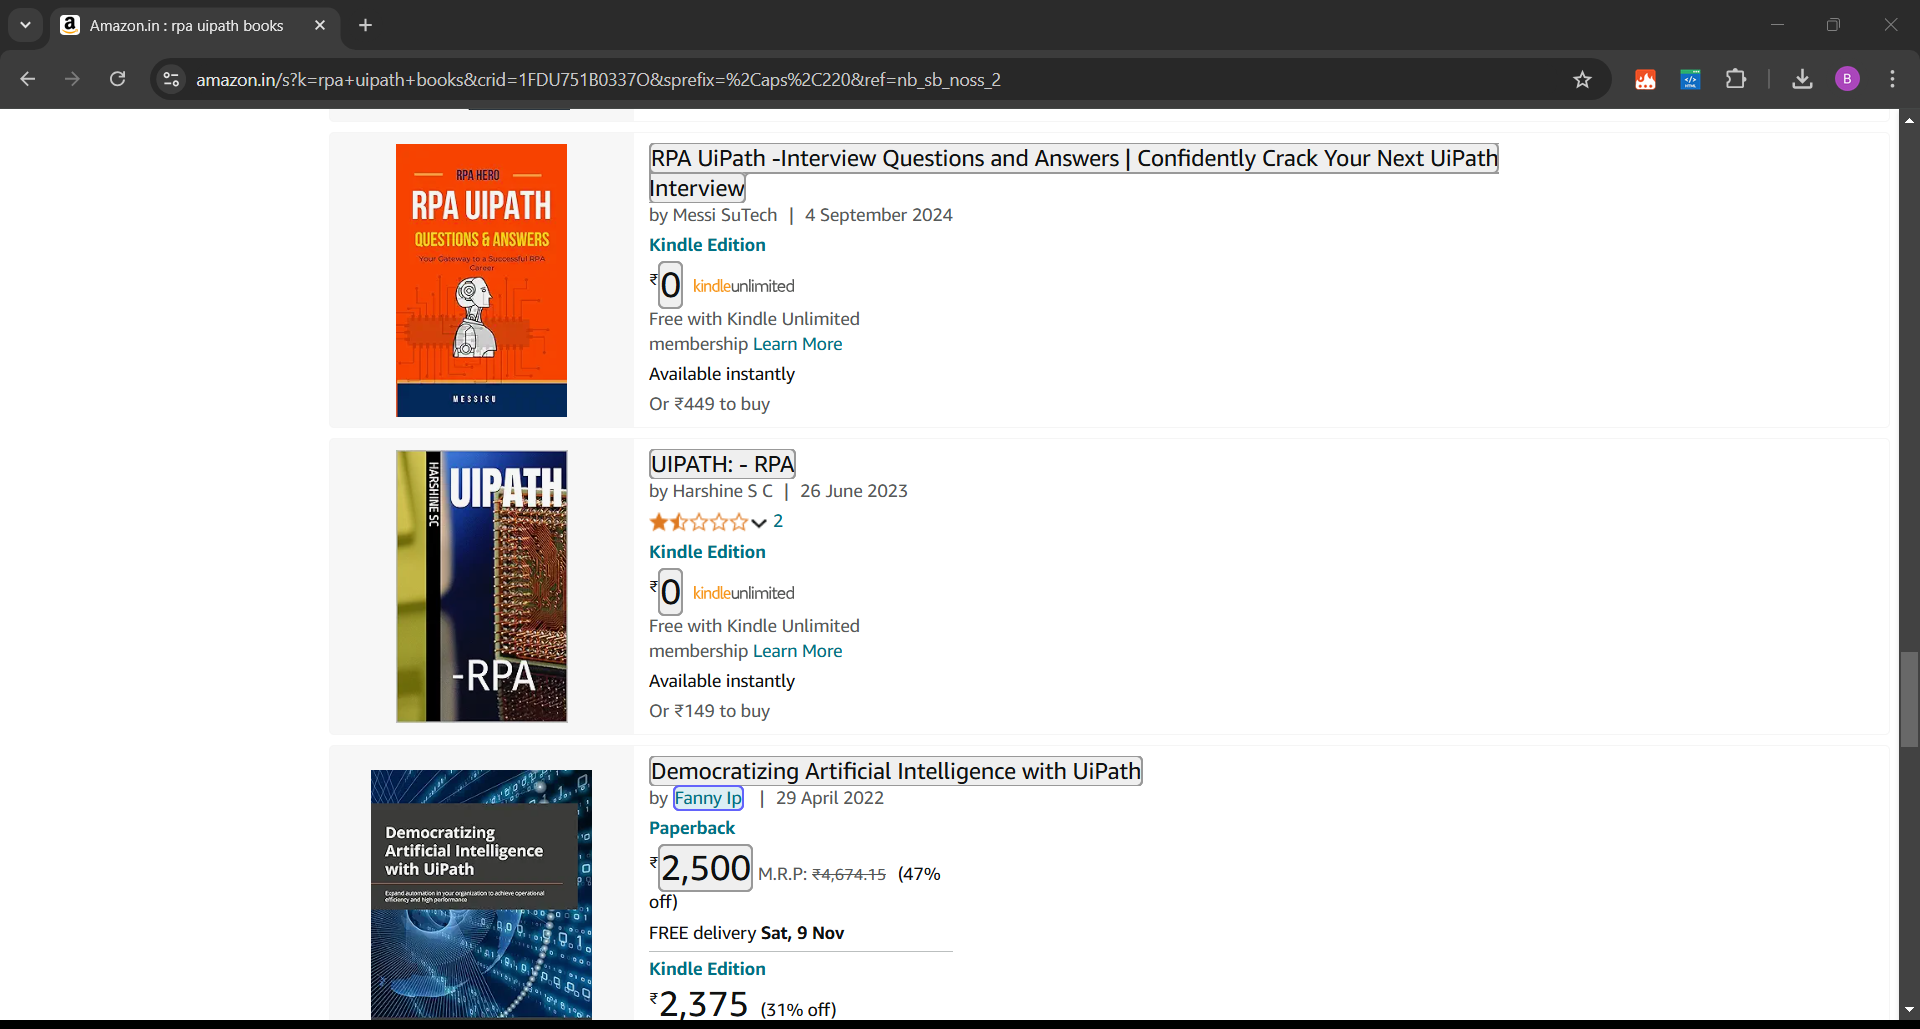 Amazon.in : rpa uipath books
amazon.in/s?k=rpa+uipath+books&crid=1FDU751B0337O&sprefix=%2Caps%2C220&ref=nb_sb_noss_2
B
RPA HERO
RPA UIPATH
QUESTIONS & ANSWERS
Your Gateway to a Successful RPA
Career
MESSISU
RPA UiPath -Interview Questions and Answers | Confidently Crack Your Next UiPath
Interview
by Messi SuTech | 4 September 2024
Kindle Edition
₹0 kindleunlimited
Free with Kindle Unlimited
membership Learn More
Available instantly
Or ₹449 to buy
HARSHINE SC
UIPATH
-RPA
UIPATH: - RPA
by Harshine S C | 26 June 2023
2
Kindle Edition
₹0 kindleunlimited
Free with Kindle Unlimited
membership Learn More
Available instantly
Or ₹149 to buy
Democratizing
Artificial Intelligence
with UiPath
Expand automation in your organization to achieve operational
efficiency and high performance
Democratizing Artificial Intelligence with UiPath
by Fanny Ip | 29 April 2022
Paperback
₹2,500 M.R.P: ₹4,674.15 (47%
off)
FREE delivery Sat, 9 Nov
Kindle Edition
₹2,375 (31% off)